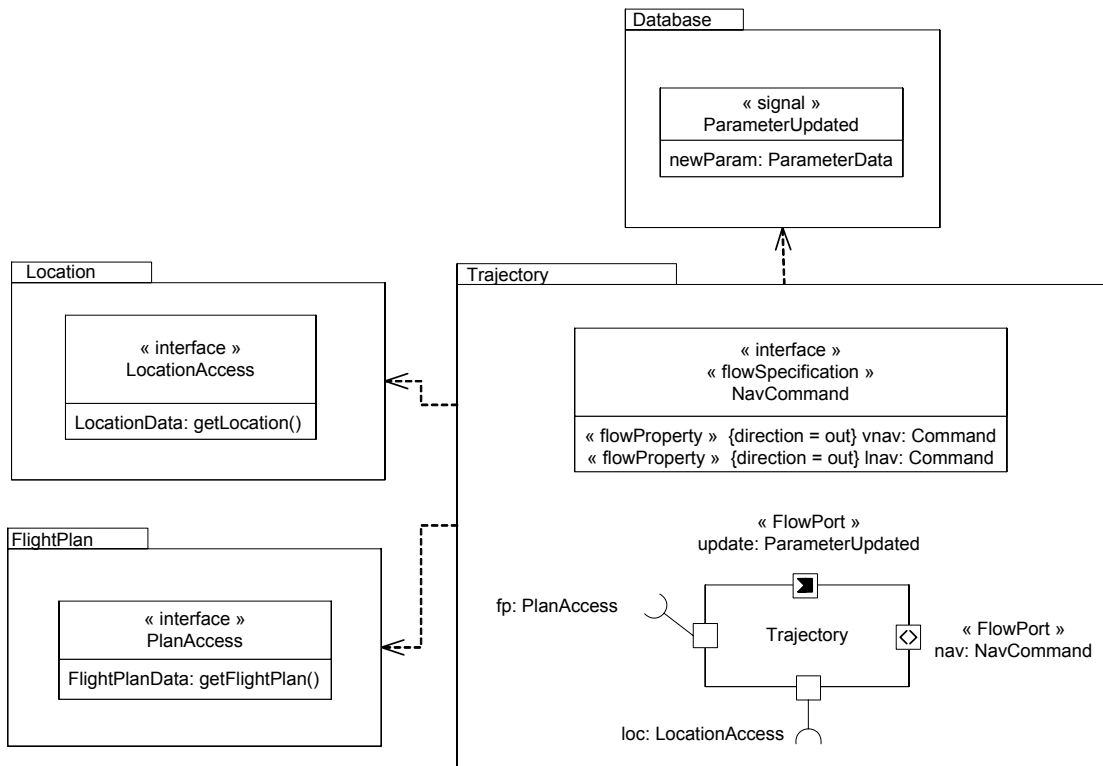 Database
« signal »
ParameterUpdated
newParam: ParameterData
Location
« interface »
LocationAccess
LocationData: getLocation()
Trajectory
« interface »
« flowSpecification »
NavCommand
« flowProperty » {direction = out} vnav: Command
« flowProperty » {direction = out} lnav: Command
FlightPlan
« interface »
PlanAccess
FlightPlanData: getFlightPlan()
« FlowPort »
update: ParameterUpdated
fp: PlanAccess
Trajectory
« FlowPort »
nav: NavCommand
loc: LocationAccess